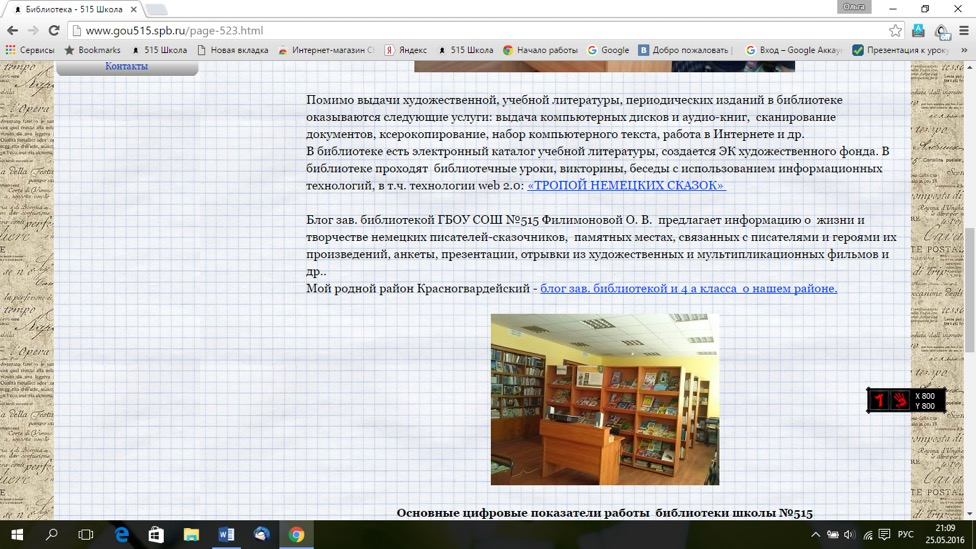 Библиотека - 515 Школа
Ольга
www.gou515.spb.ru/page-523.html
Сервисы Bookmarks 515 Школа Новая вкладка Интернет-магазин C Яндекс 515 Школа Начало работы Google Добро пожаловать | Вход – Google Аккаун Презентация к уроку
Контакты
Помимо выдачи художественной, учебной литературы, периодических изданий в библиотеке
оказываются следующие услуги: выдача компьютерных дисков и аудио-книг, сканирование
документов, ксерокопирование, набор компьютерного текста, работа в Интернете и др.
В библиотеке есть электронный каталог учебной литературы, создается ЭК художественного фонда. В
библиотеке проходят библиотечные уроки, викторины, беседы с использованием информационных
технологий, в т.ч. технологии web 2.0: «ТРОПОЙ НЕМЕЦКИХ СКАЗОК»
Блог зав. библиотекой ГБОУ СОШ №515 Филимоновой О. В. предлагает информацию о жизни и
творчестве немецких писателей-сказочников, памятных местах, связанных с писателями и героями их
произведений, анкеты, презентации, отрывки из художественных и мультипликационных фильмов и
др..
Мой родной район Красногвардейский - блог зав. библиотекой и 4 а класса о нашем районе.
X 800
Y 800
Основные цифровые показатели работы библиотеки школы №515
РУС
21:09
25.05.2016